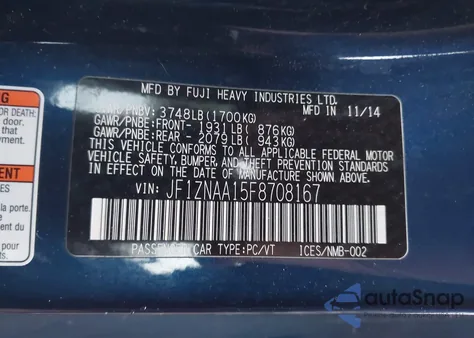 MFD BY FUJI HEAVY INDUSTRIES LTD. IN 11/14
GVWR/PNBV: 3748LB(1700KG)
GAWR/PNBE: FRONT- 1931LB( 876KG)
GAWR/PNBE: REAR - 2079LB( 943KG)
THIS VEHICLE CONFORMS TO ALL APPLICABLE FEDERAL MOTOR
VEHICLE SAFETY, BUMPER, AND THEFT PREVENTION STANDARDS
IN EFFECT ON THE DATE OF MANUFACTURE SHOWN ABOVE.
VIN: JF1ZNAA15F8708167
PASSENGER CAR TYPE:PC/VT ICES/NMB-002
autoSnap